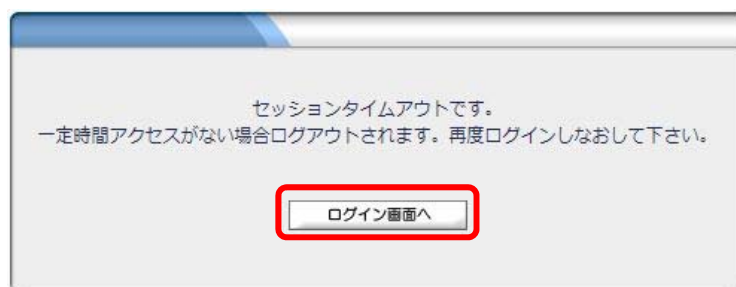 セッションタイムアウトです。
一定時間アクセスがない場合ログアウトされます。再度ログインしなおして下さい。
ログイン画面へ